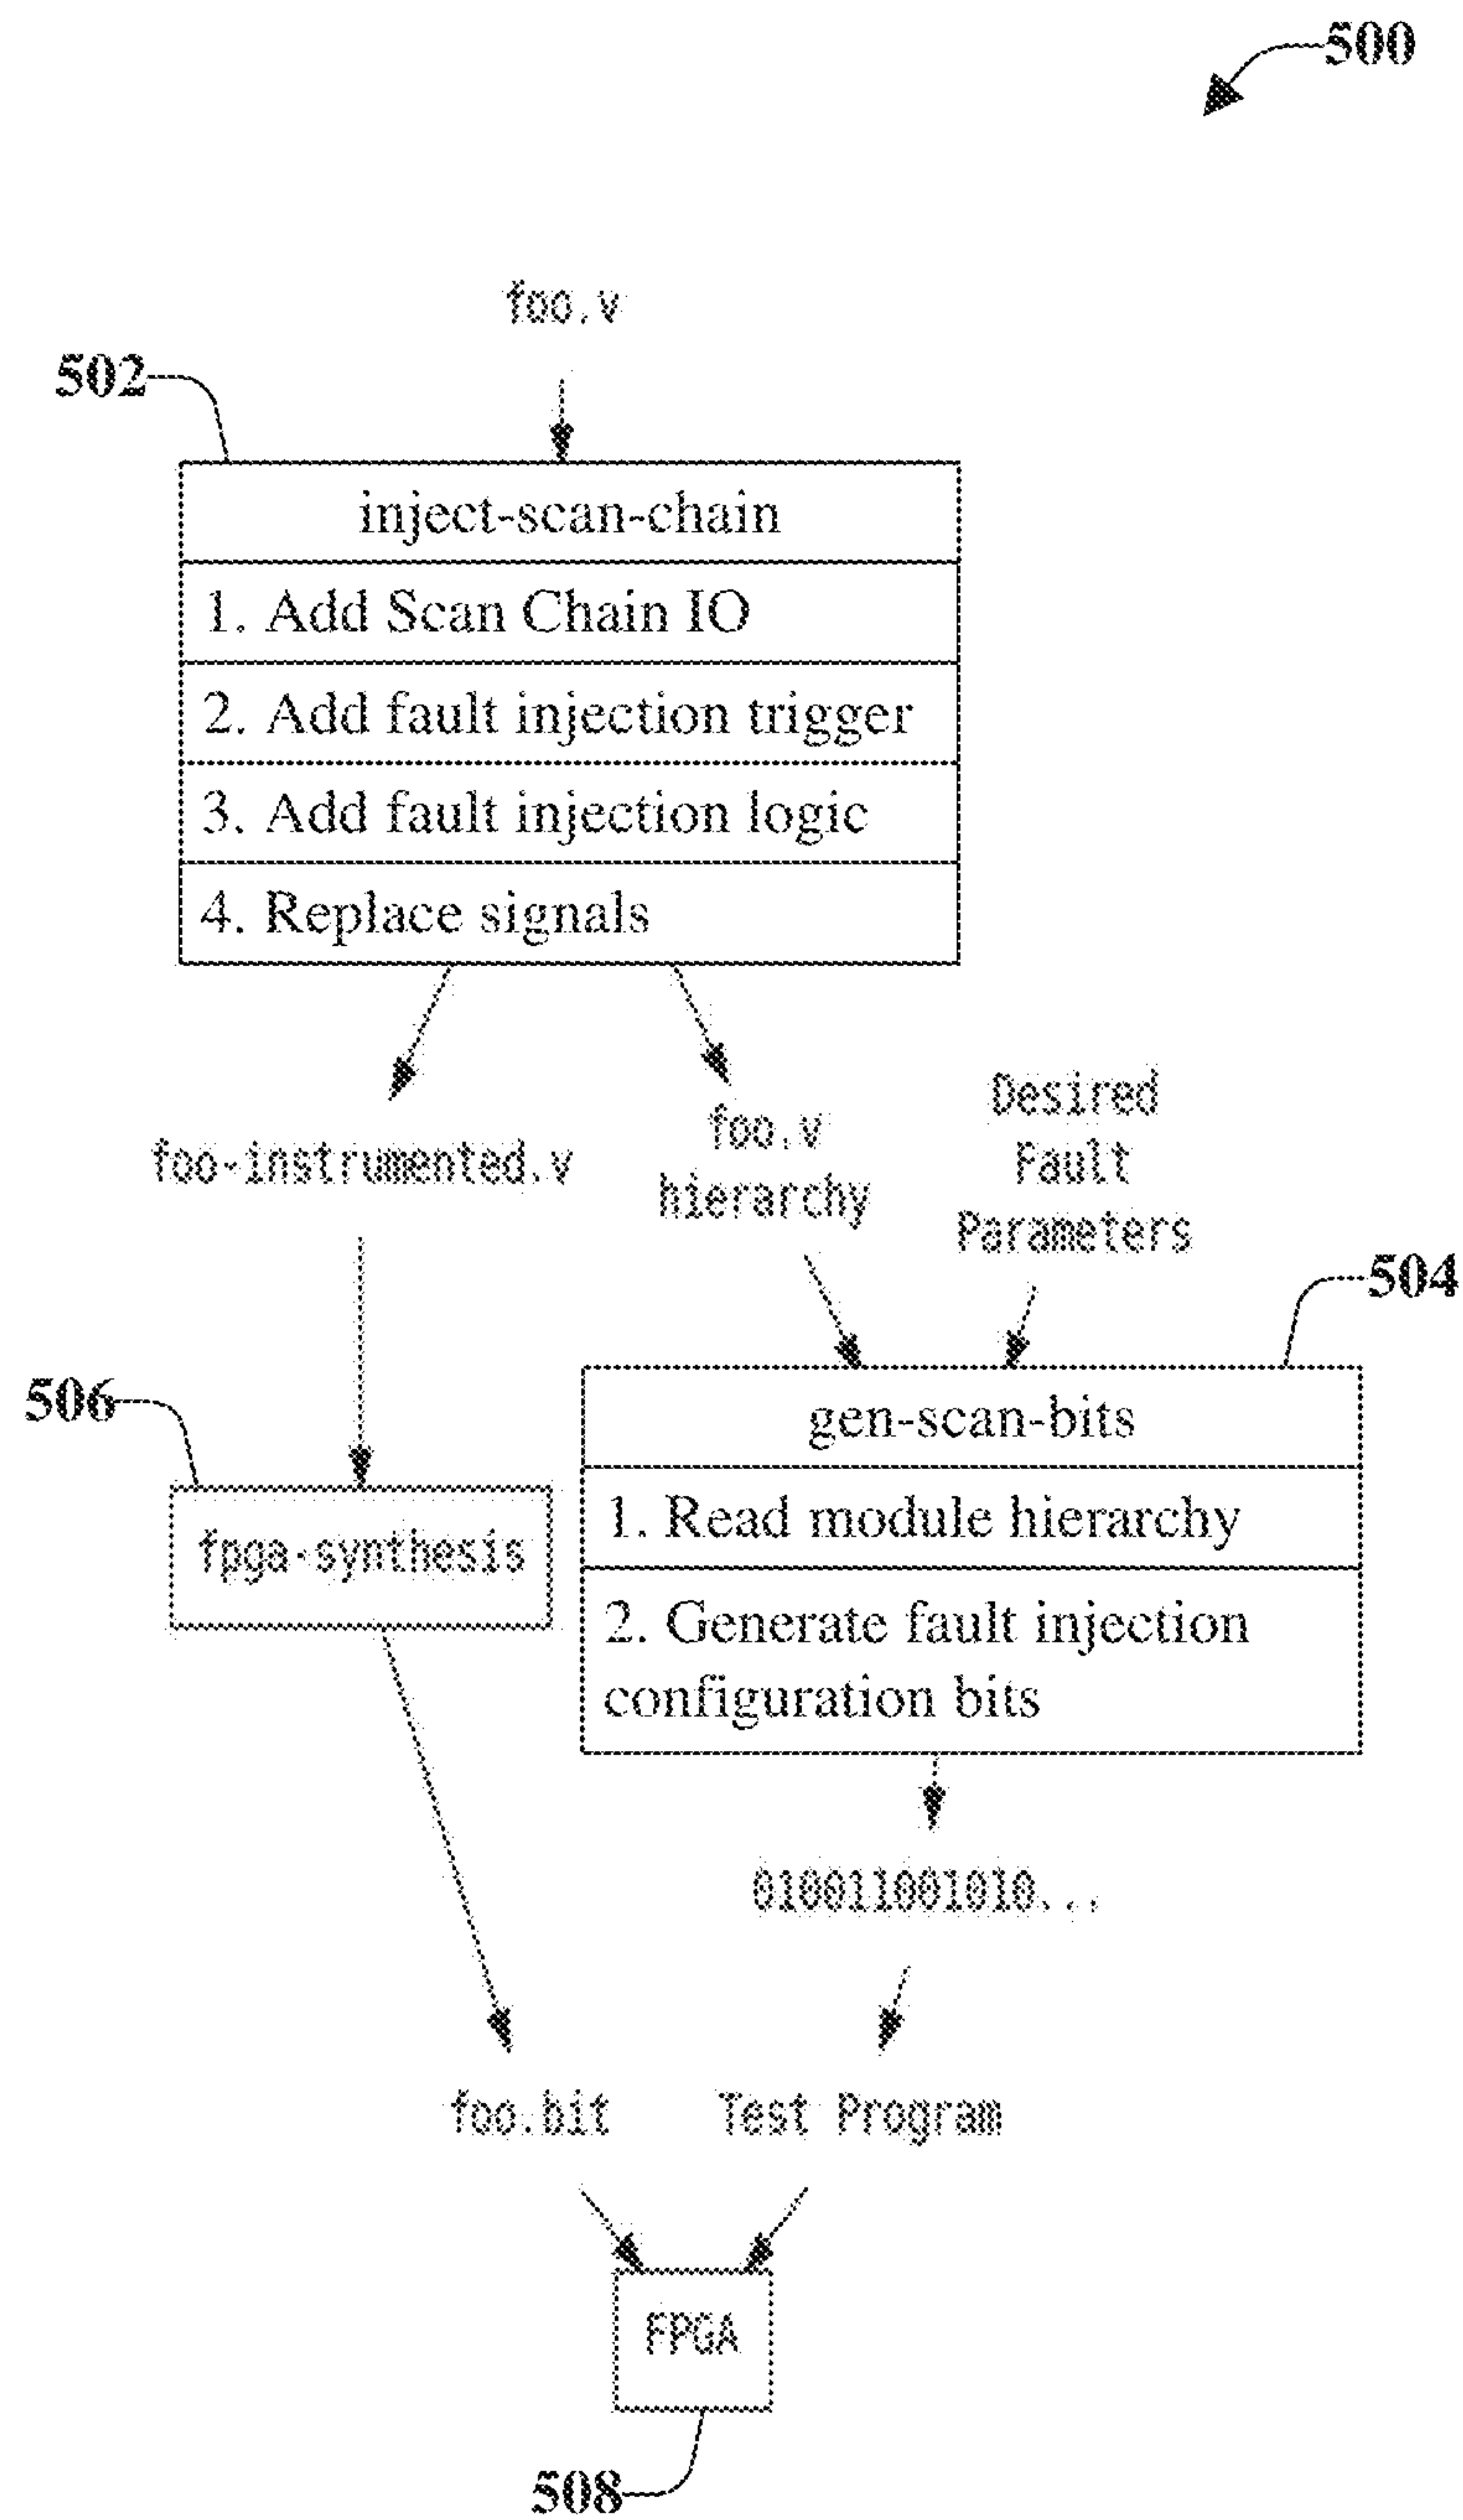 500
foo.v
502
inject-scan-chain
1. Add Scan Chain IO
2. Add fault injection trigger
3. Add fault injection logic
4. Replace signals
foo-instrumented.v
foo.v
hierarchy
Desired
Fault
Parameters
504
506
fpga-synthesis
gen-scan-bits
1. Read module hierarchy
2. Generate fault injection
configuration bits
010011001010...
foo.bit
Test Program
FPGA
508